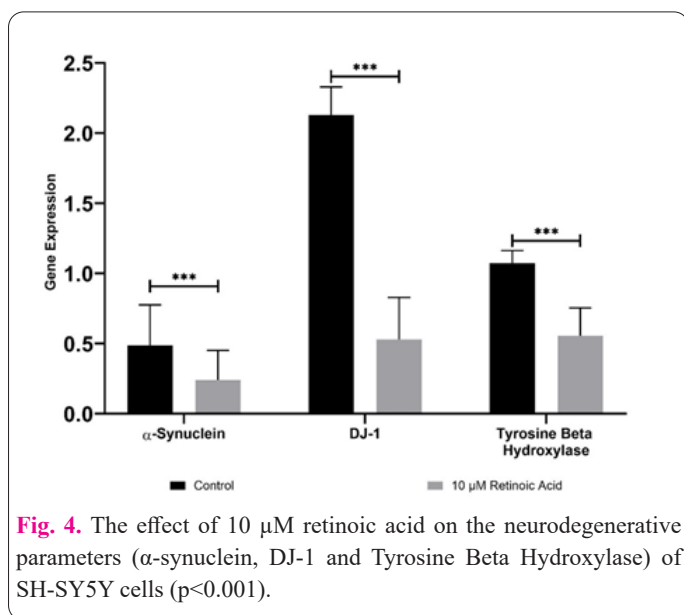 2.5
***
2.0
1.5
***
Gene Expression
1.0
***
0.5
0.0
α-Synuclein
DJ-1
Tyrosine Beta
Hydroxylase
Control
10 µM Retinoic Acid
Fig. 4. The effect of 10 µM retinoic acid on the neurodegenerative
parameters (α-synuclein, DJ-1 and Tyrosine Beta Hydroxylase) of
SH-SY5Y cells (p<0.001).